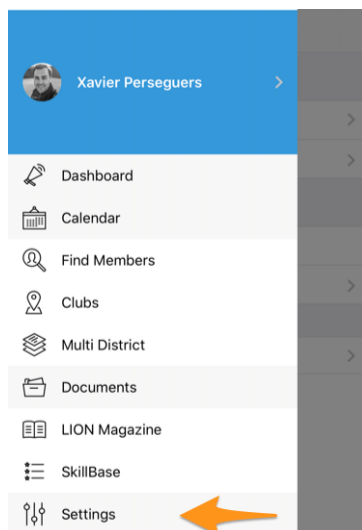 Xavier Perseguers
Dashboard
Calendar
Find Members
Clubs
Multi District
Documents
LION Magazine
SkillBase
Settings